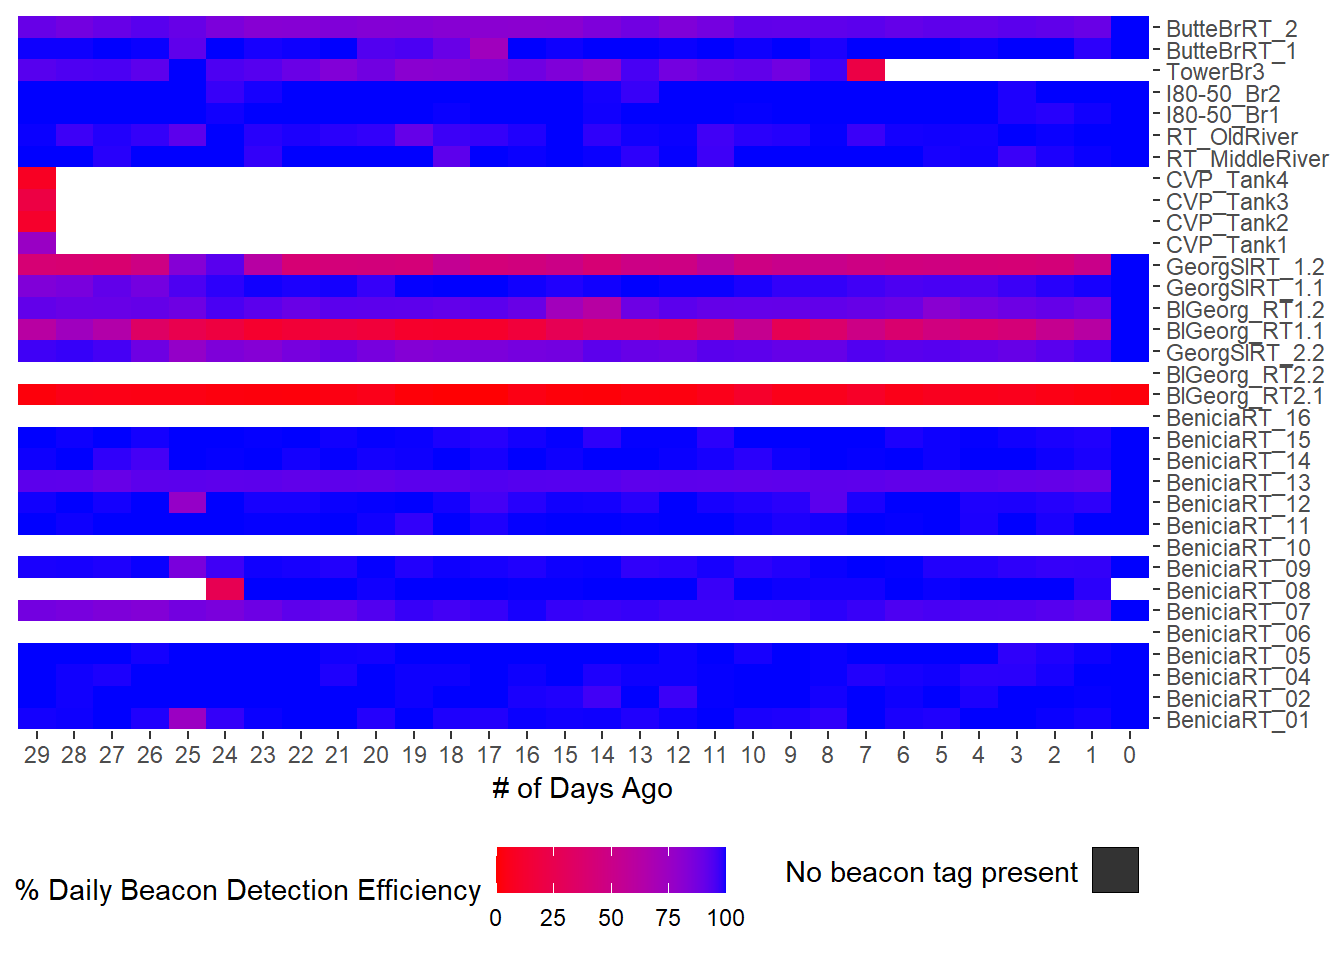 ButteBrRT_2
ButteBrRT_1
TowerBr3
I80-50_Br2
I80-50_Br1
RT_OldRiver
RT_MiddleRiver
CVP_Tank4
CVP_Tank3
CVP_Tank2
CVP_Tank1
GeorgSlRT_1.2
GeorgSlRT_1.1
BlGeorg_RT1.2
BlGeorg_RT1.1
GeorgSlRT_2.2
BlGeorg_RT2.2
BlGeorg_RT2.1
BeniciaRT_16
BeniciaRT_15
BeniciaRT_14
BeniciaRT_13
BeniciaRT_12
BeniciaRT_11
BeniciaRT_10
BeniciaRT_09
BeniciaRT_08
BeniciaRT_07
BeniciaRT_06
BeniciaRT_05
BeniciaRT_04
BeniciaRT_02
BeniciaRT_01
29 28 27 26 25 24 23 22 21 20 19 18 17 16 15 14 13 12 11 10 9 8 7 6 5 4 3 2 1 0
# of Days Ago
% Daily Beacon Detection Efficiency
0 25 50 75 100
No beacon tag present